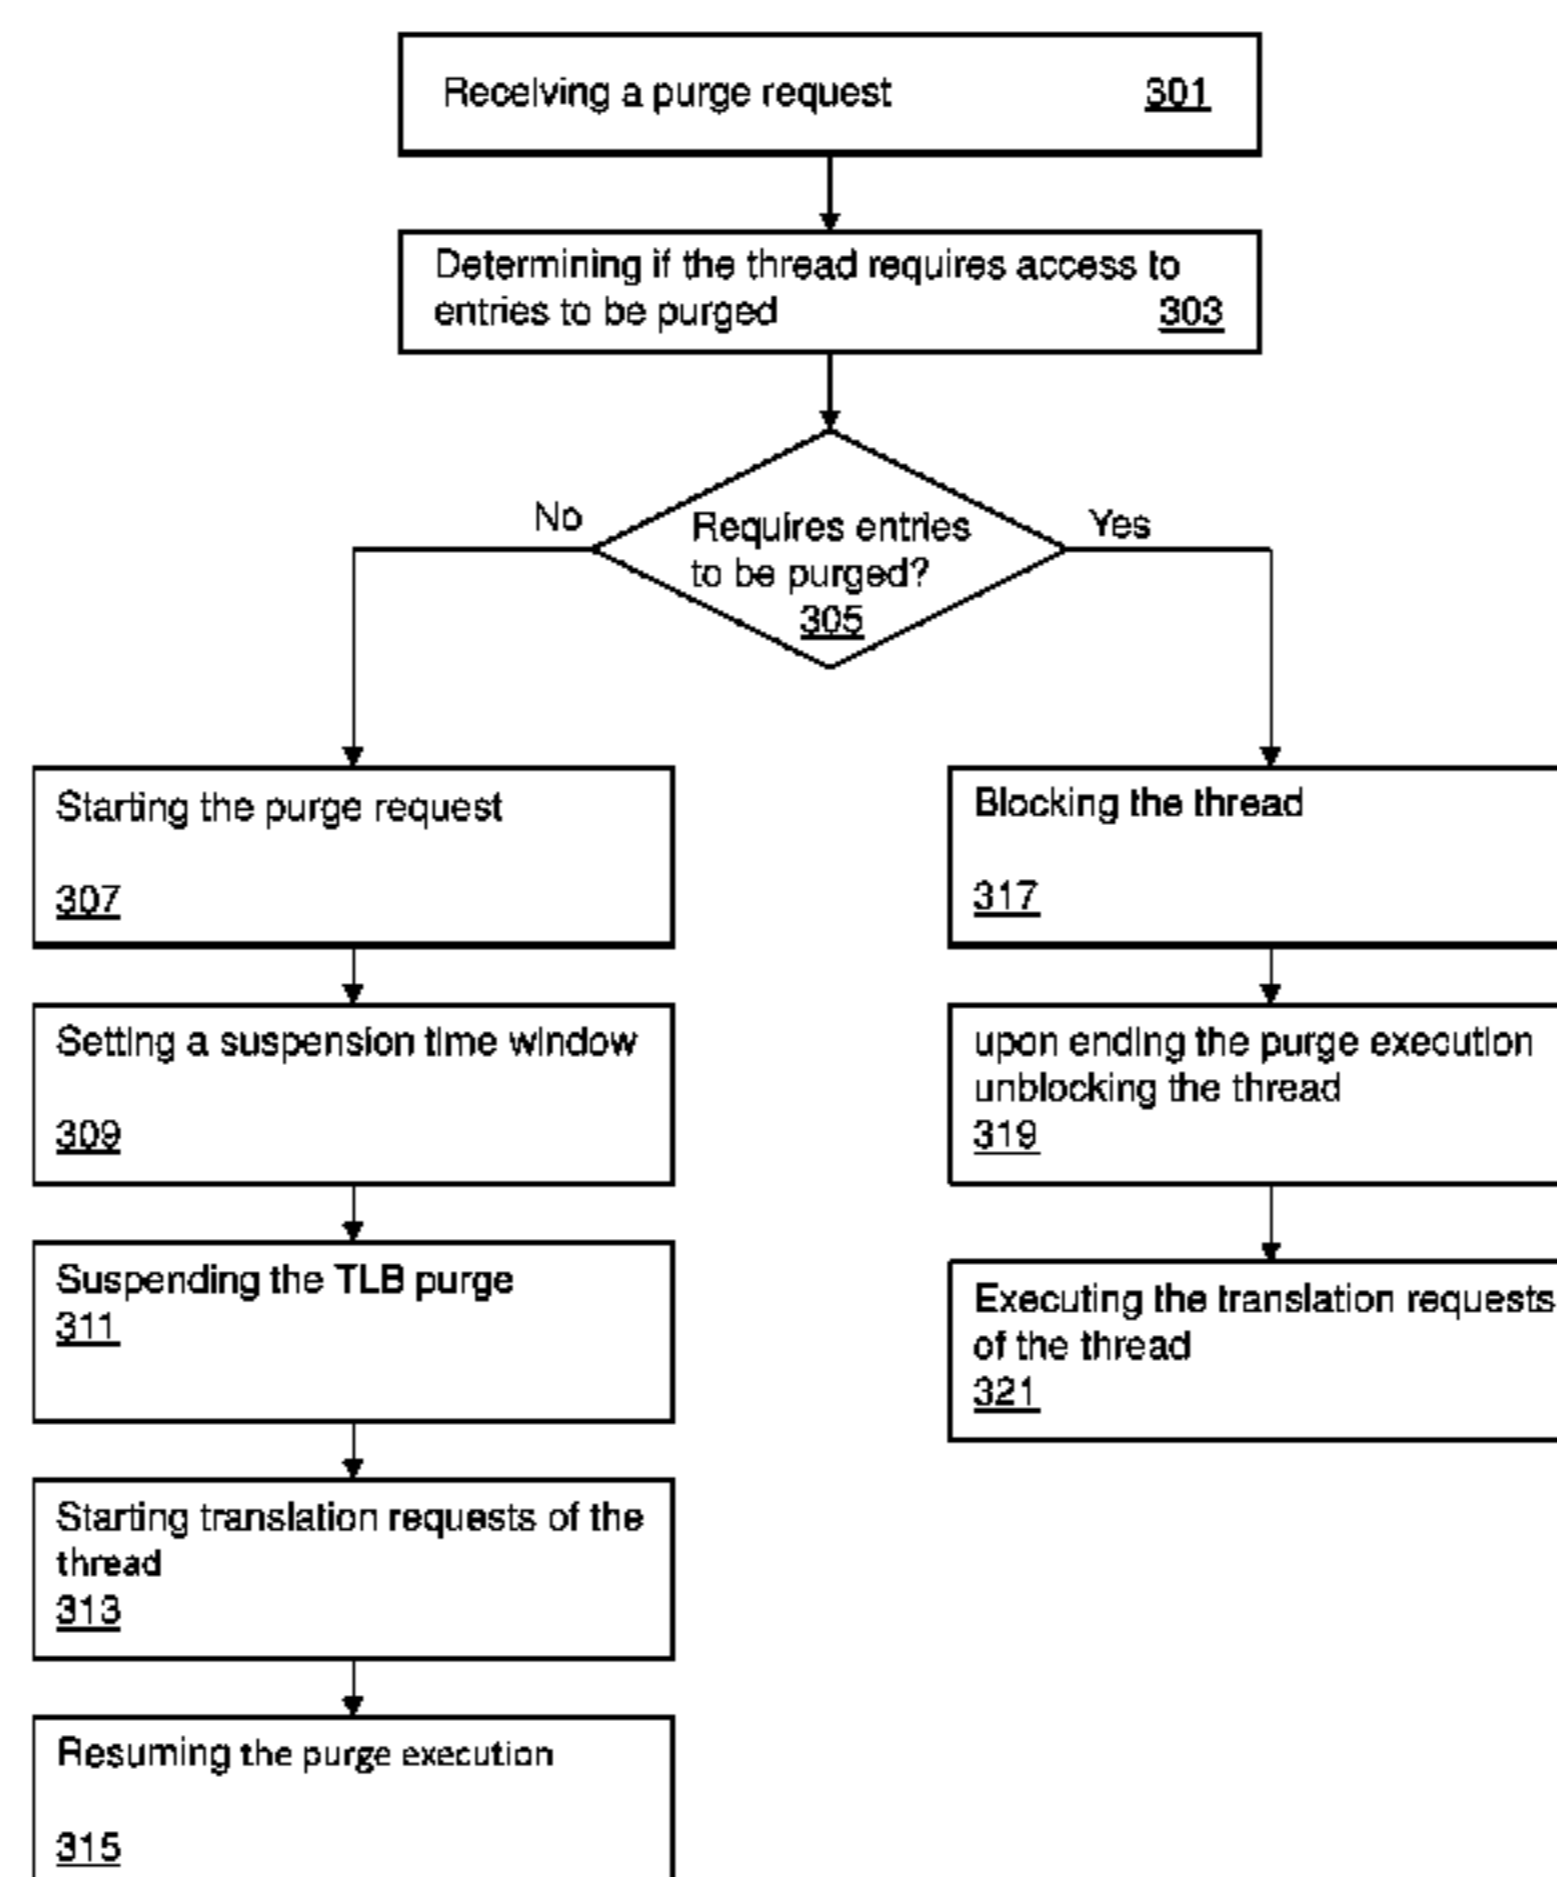 Receiving a purge request 301
Determining if the thread requires access to
entries to be purged 303
No
Yes
Requires entries
to be purged?
305
Starting the purge request
307
Setting a suspension time window
309
Suspending the TLB purge
311
Starting translation requests of the
thread
313
Resuming the purge execution
315
Blocking the thread
317
upon ending the purge execution
unblocking the thread
319
Executing the translation requests
of the thread
321